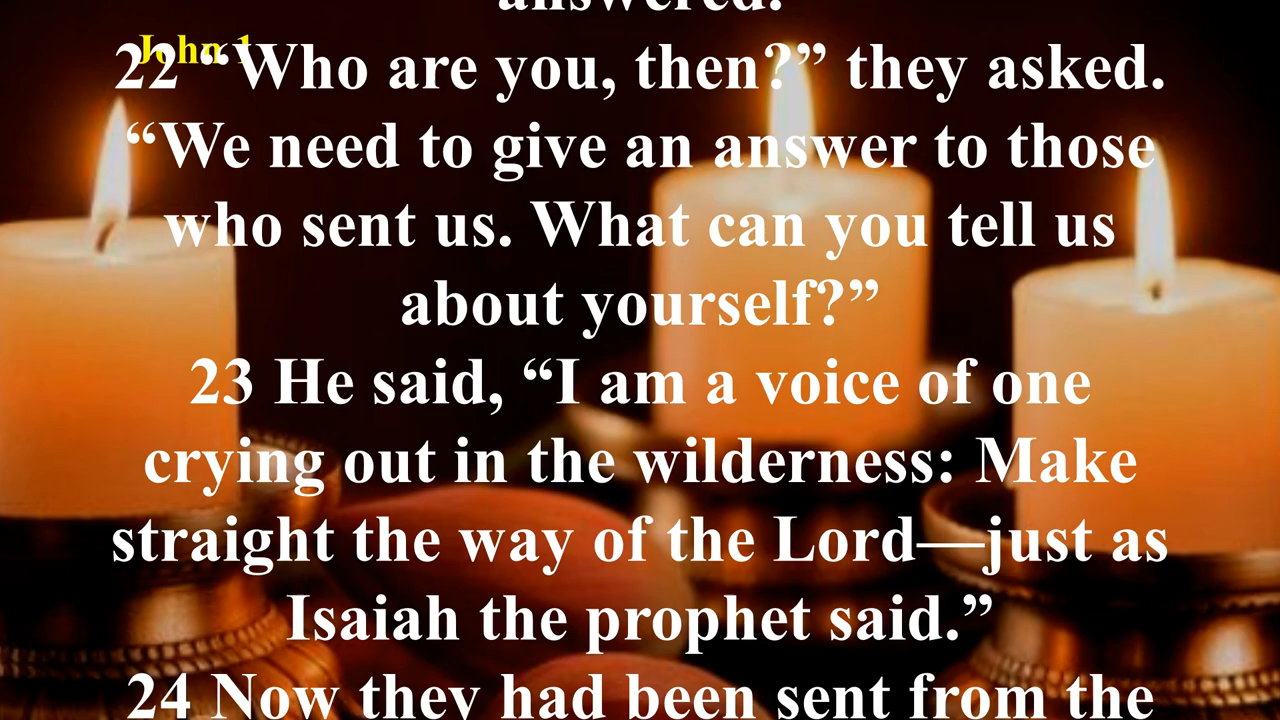 answered.
John 1
22 “Who are you, then?” they asked.
“We need to give an answer to those
who sent us. What can you tell us
about yourself?”
23 He said, “I am a voice of one
crying out in the wilderness: Make
straight the way of the Lord—just as
Isaiah the prophet said.”
24 Now they had been sent from the